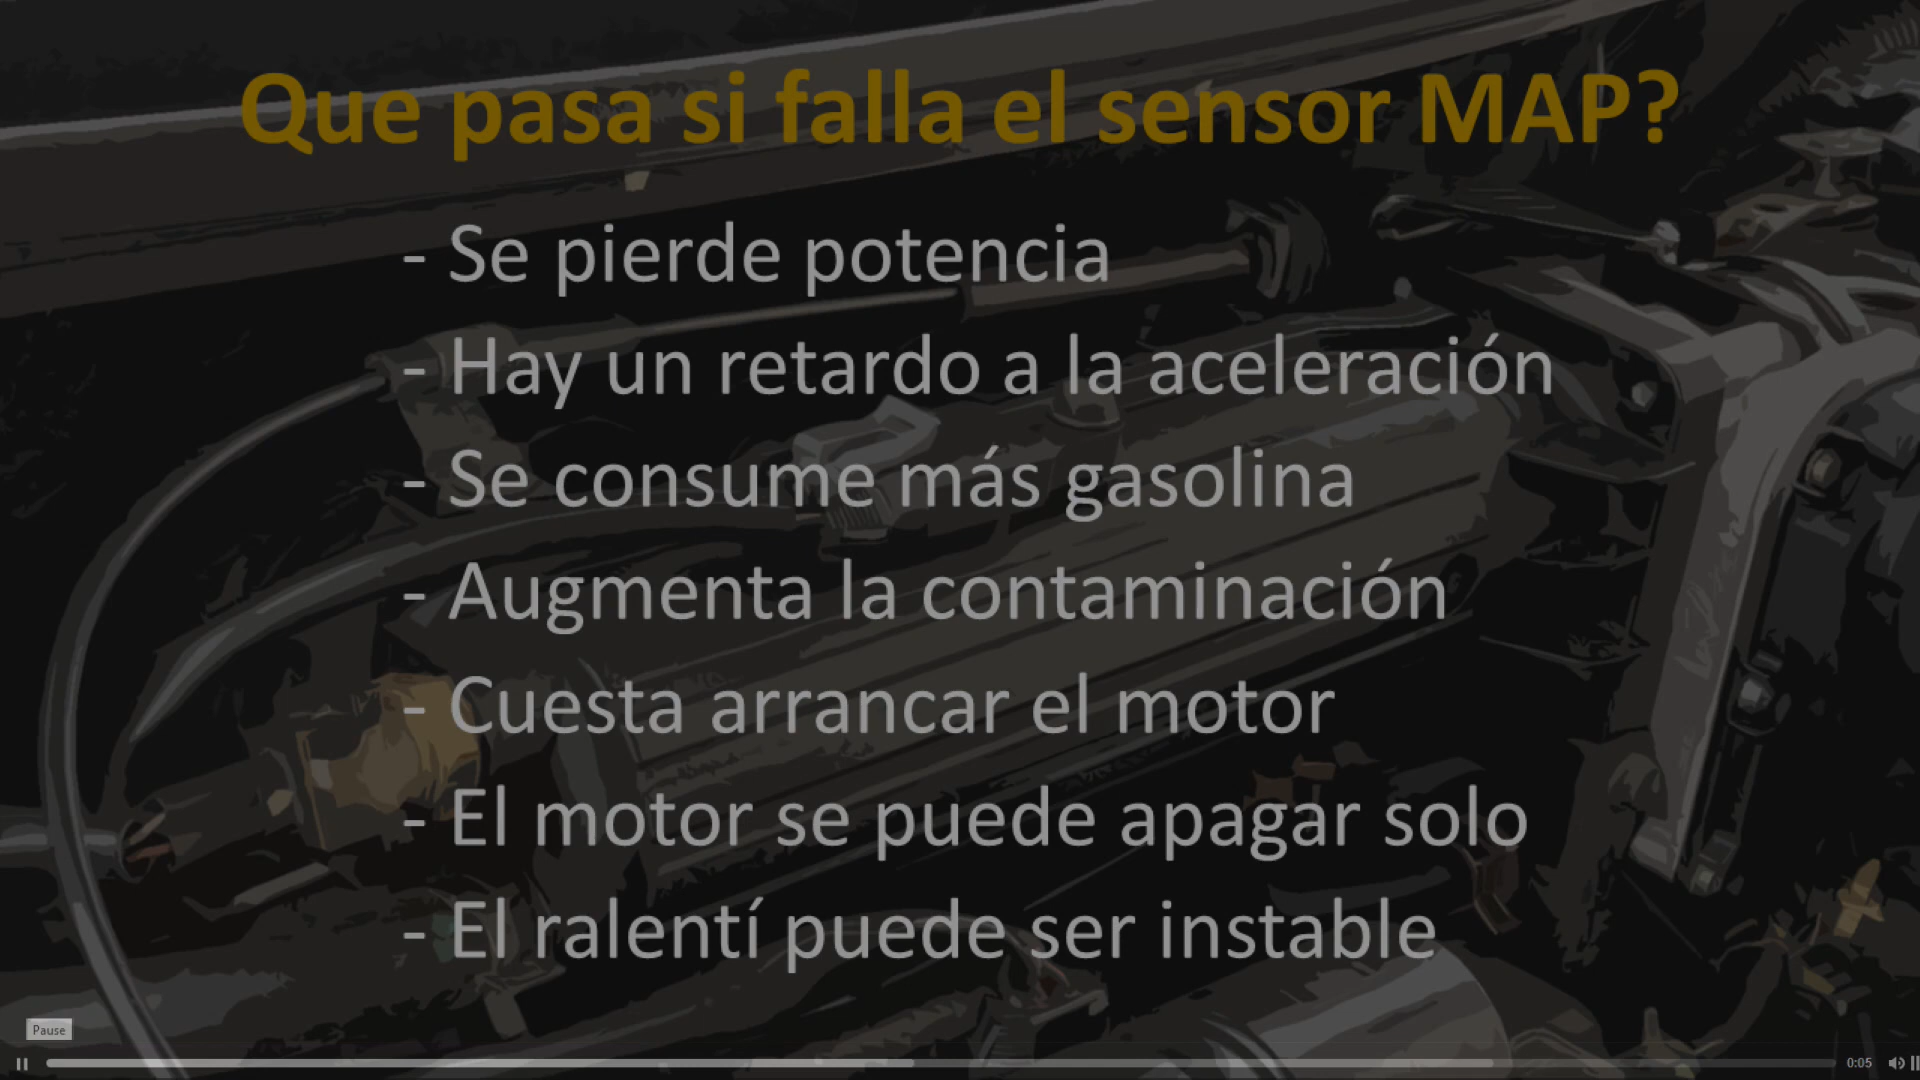 Que pasa si falla el sensor MAP?
- Se pierde potencia
- Hay un retardo a la aceleración
- Se consume más gasolina
- Augmenta la contaminación
- Cuesta arrancar el motor
- El motor se puede apagar solo
- El ralentí puede ser instable
Pause
0:05